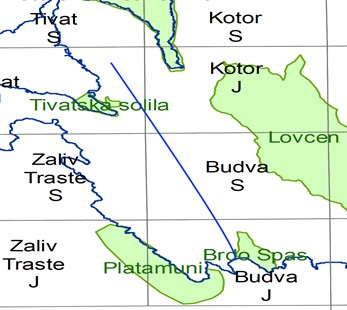 Tivat
S
Kotor
S
at
Kotor
J
Tivatska solila
Lovcen
Zaliv
Traste
S
Budva
S
Zaliv
Traste
J
Platamuni
Brdo Spas
Budva
J